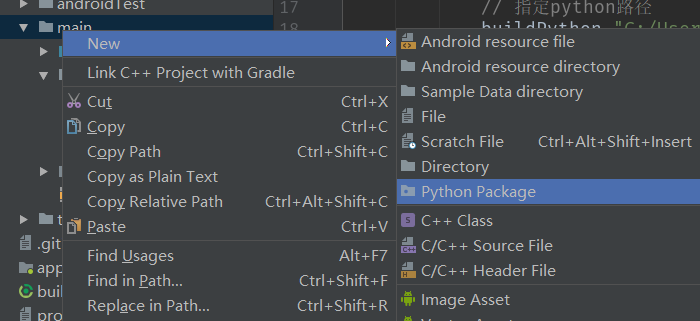 androidTest
main
17
// 指定python路径
18
New
Link C++ Project with Gradle
Cut Ctrl+X
Copy Ctrl+C
Copy Path Ctrl+Shift+C
Copy as Plain Text
Copy Relative Path Ctrl+Alt+Shift+C
Paste Ctrl+V
Find Usages Alt+F7
Find in Path... Ctrl+Shift+F
Replace in Path... Ctrl+Shift+R
Android resource file
Android resource directory
Sample Data directory
File
Scratch File Ctrl+Alt+Shift+Insert
Directory
Python Package
C++ Class
C/C++ Source File
C/C++ Header File
Image Asset
.git
app
buil